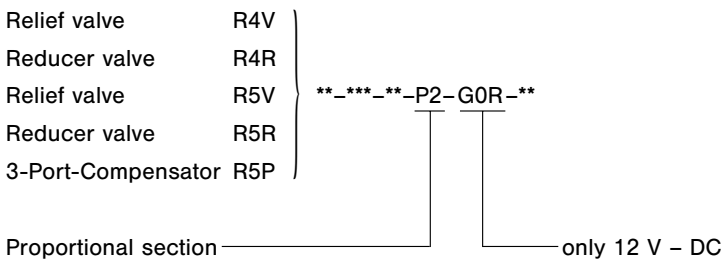 Relief valve R4V
Reducer valve R4R
Relief valve R5V **–***–**–P2–G0R–**
Reducer valve R5R
3-Port-Compensator R5P
Proportional section only 12 V – DC